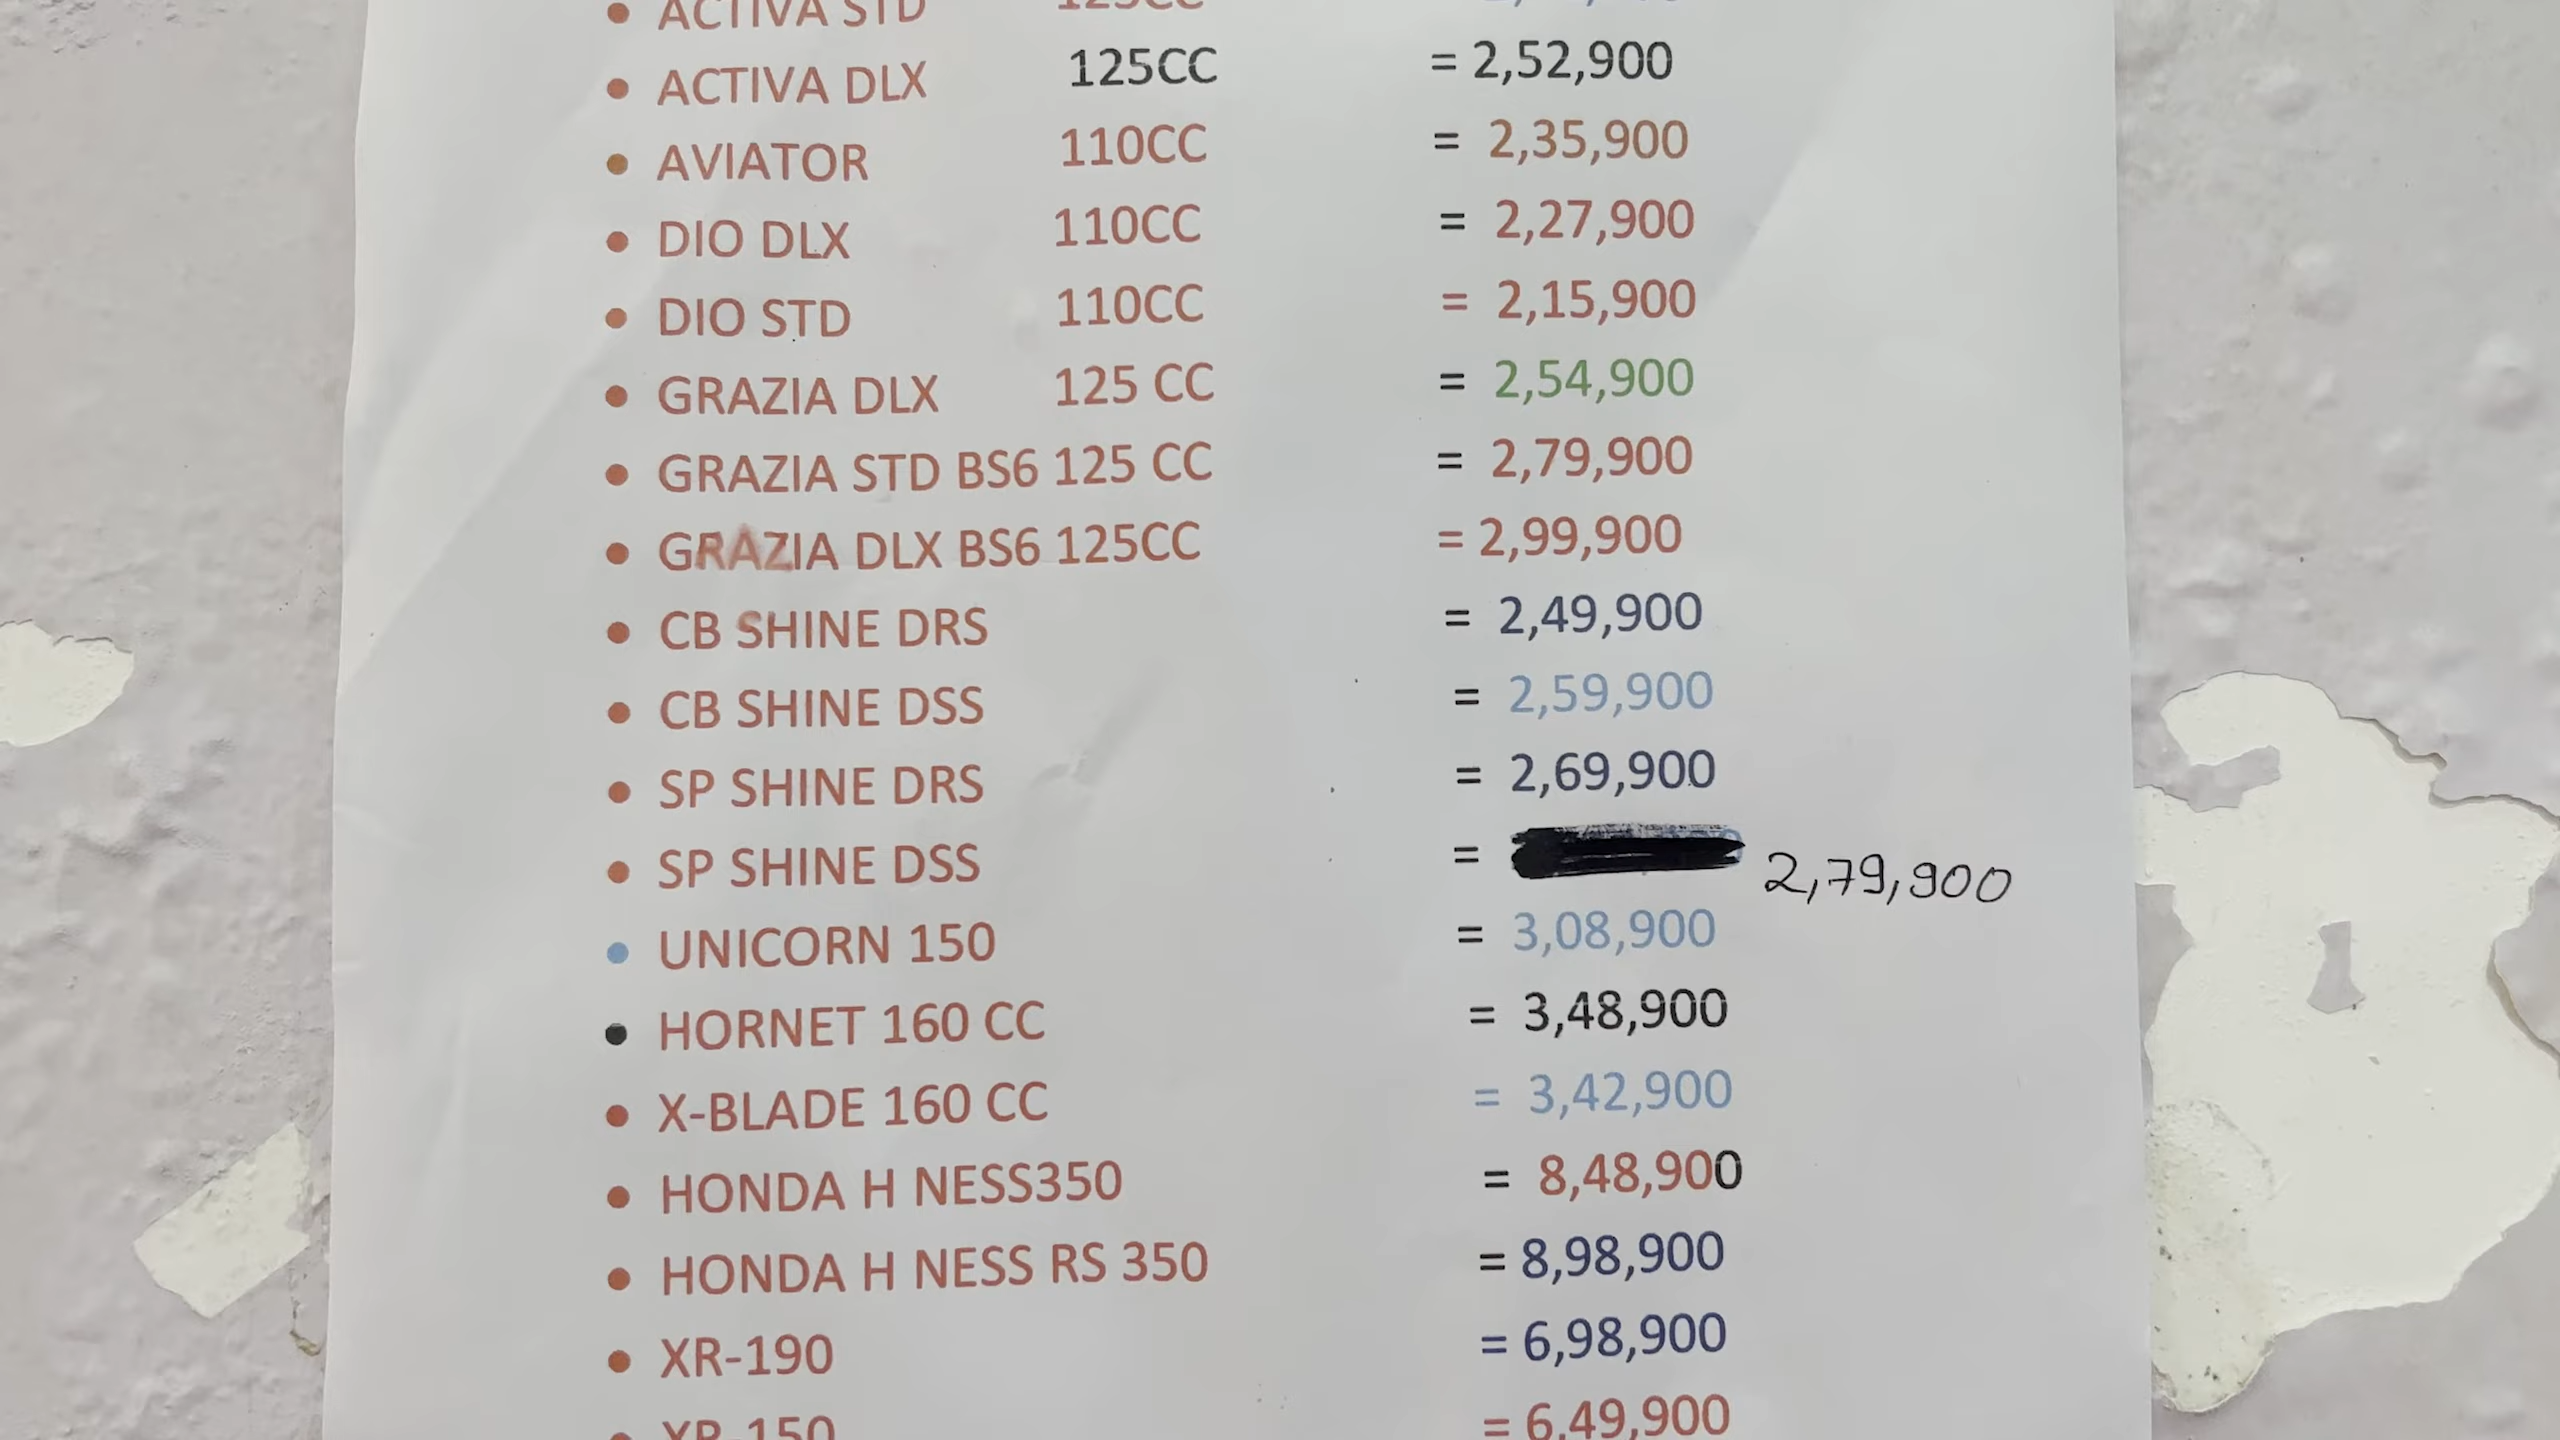 • ACTIVA STD 125CC
• ACTIVA DLX 125CC = 2,52,900
• AVIATOR 110CC = 2,35,900
• DIO DLX 110CC = 2,27,900
• DIO STD 110CC = 2,15,900
• GRAZIA DLX 125 CC = 2,54,900
• GRAZIA STD BS6 125 CC = 2,79,900
• GRAZIA DLX BS6 125CC = 2,99,900
• CB SHINE DRS = 2,49,900
• CB SHINE DSS = 2,59,900
• SP SHINE DRS = 2,69,900
• SP SHINE DSS = 2,79,900
• UNICORN 150 = 3,08,900
• HORNET 160 CC = 3,48,900
• X-BLADE 160 CC = 3,42,900
• HONDA H NESS350 = 8,48,900
• HONDA H NESS RS 350 = 8,98,900
• XR-190 = 6,98,900
• XR-150 = 6,49,900